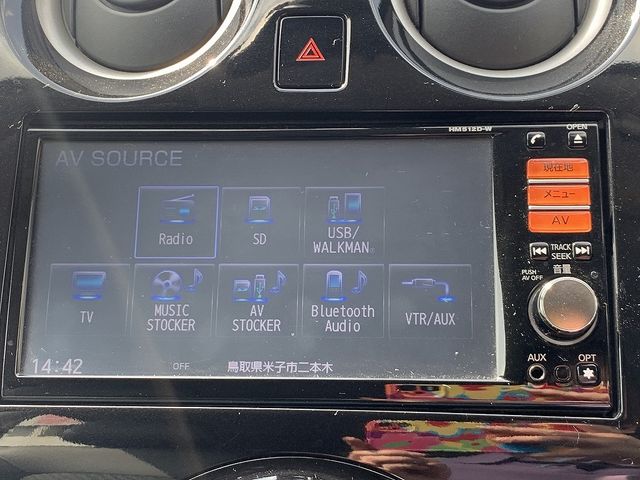 HM512D-W
OPEN
AV SOURCE
現在地
メニュー
AV
Radio
SD
USB/
WALKMAN®
TRACK
SEEK
音量
PUSH
AV OFF
TV
MUSIC
STOCKER
AV
STOCKER
Bluetooth
Audio
VTR/AUX
14:42
OFF
鳥取県米子市二本木
AUX
OPT